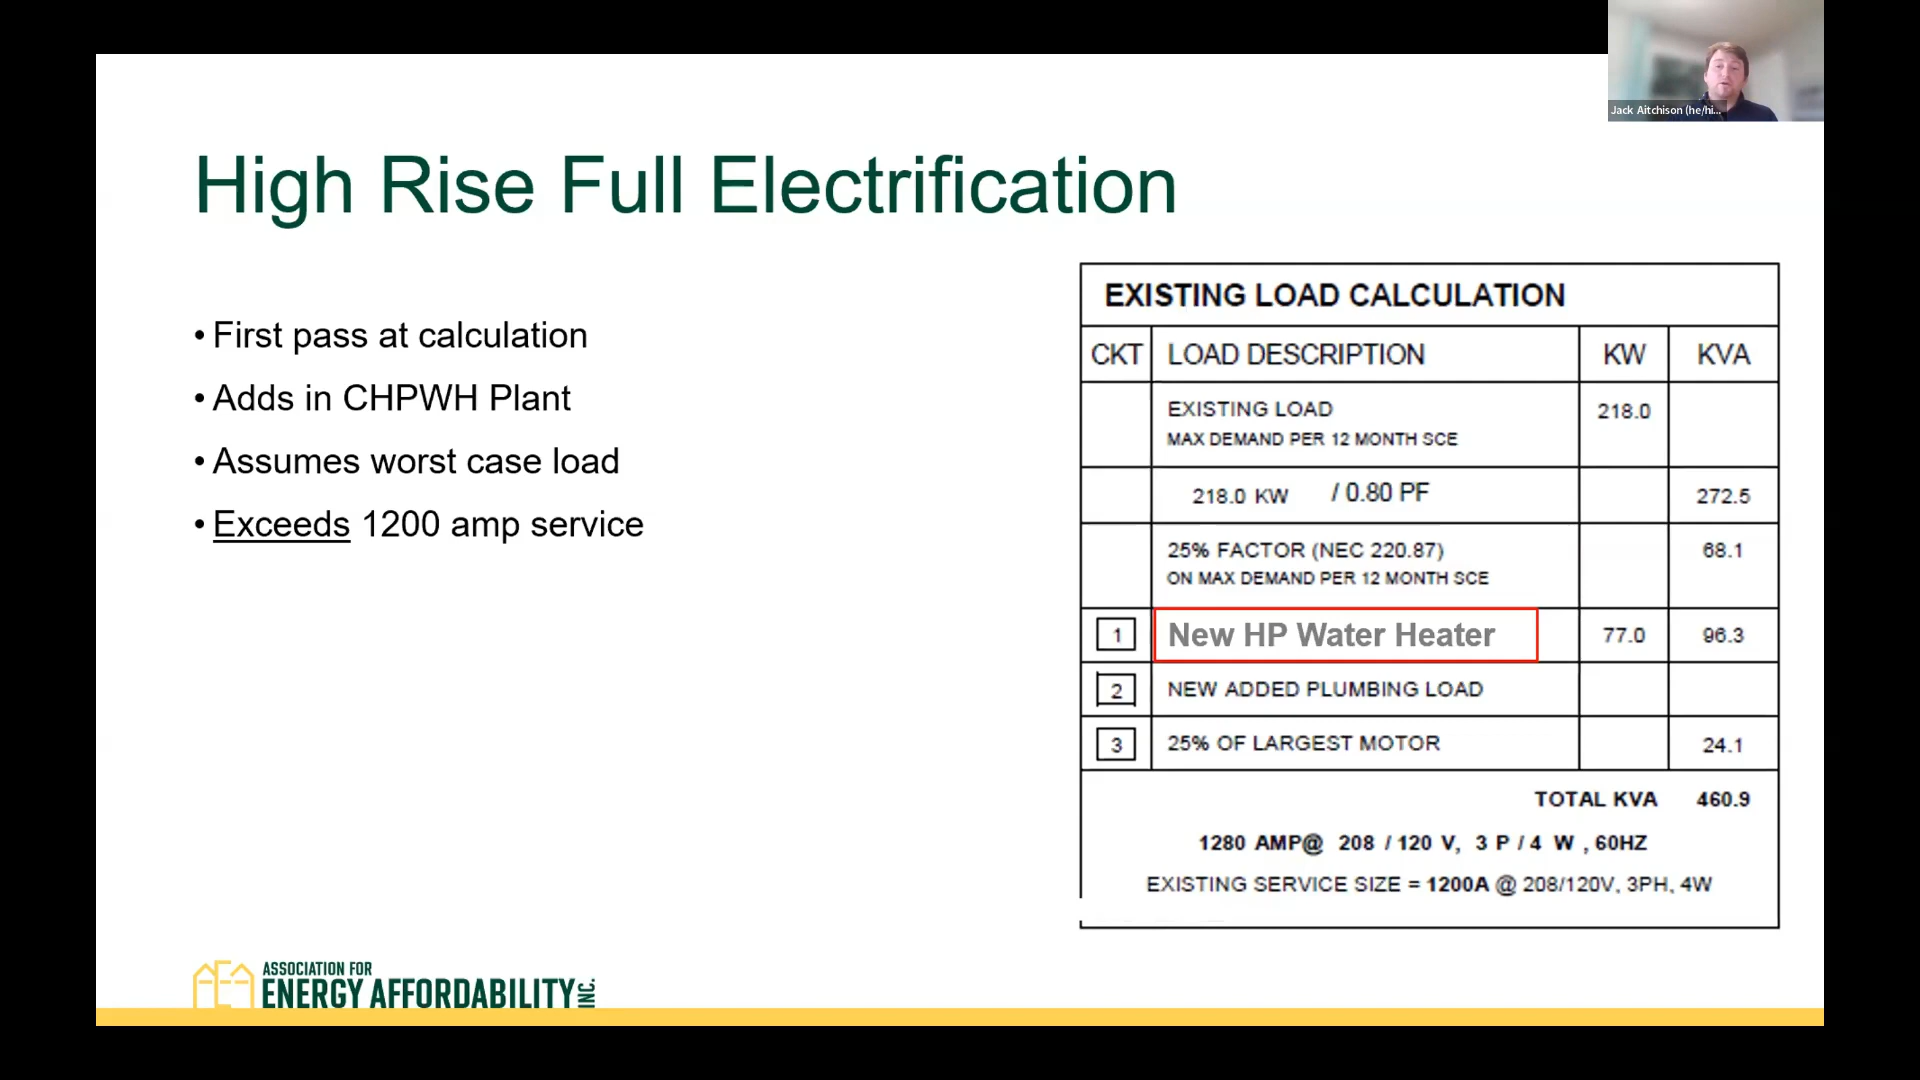 Jack Aitchison (he/hi...
High Rise Full Electrification
• First pass at calculation
• Adds in CHPWH Plant
• Assumes worst case load
• Exceeds 1200 amp service
EXISTING LOAD CALCULATION
CKT LOAD DESCRIPTION KW KVA
EXISTING LOAD 218.0
MAX DEMAND PER 12 MONTH SCE
218.0 KW / 0.80 PF 272.5
25% FACTOR (NEC 220.87) 68.1
ON MAX DEMAND PER 12 MONTH SCE
1 New HP Water Heater 77.0 96.3
2 NEW ADDED PLUMBING LOAD
3 25% OF LARGEST MOTOR 24.1
TOTAL KVA 460.9
1280 AMP@ 208 / 120 V, 3 P / 4 W , 60HZ
EXISTING SERVICE SIZE = 1200A @ 208/120V, 3PH, 4W
ASSOCIATION FOR
ENERGY AFFORDABILITY INC.